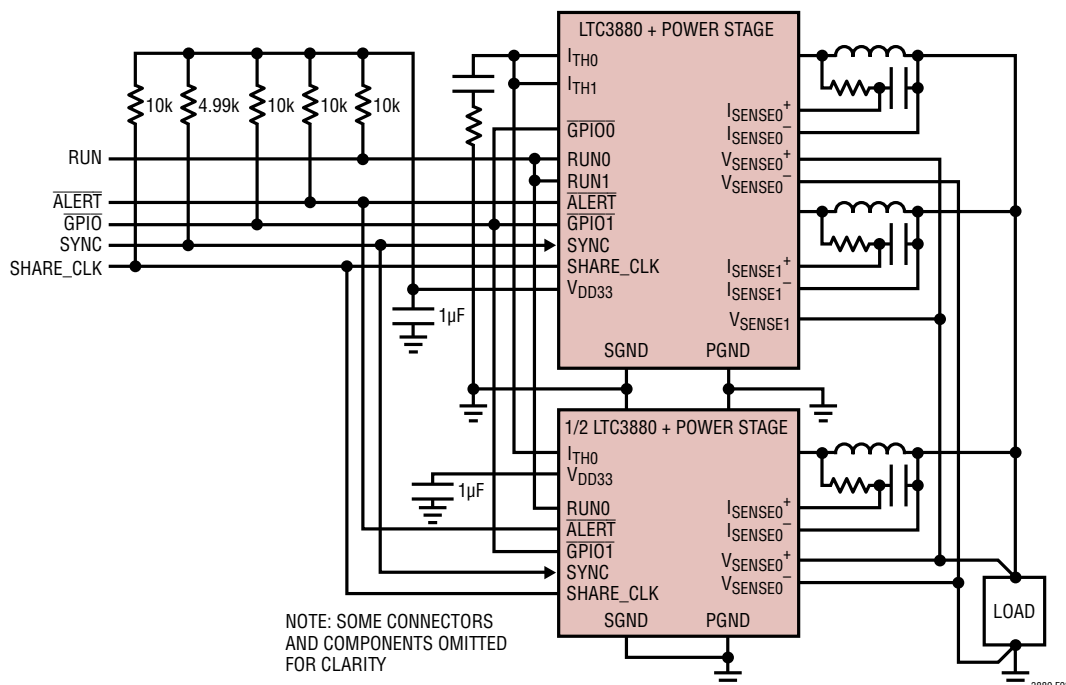 LTC3880 + POWER STAGE
ITH0
ITH1
GPIO0
RUN0
RUN1
ALERT
GPIO1
SYNC
SHARE_CLK
VDD33
ISENSE0+
ISENSE0–
VSENSE0+
VSENSE0–
ISENSE1+
ISENSE1–
VSENSE1
SGND PGND
10k 4.99k 10k 10k 10k
RUN
ALERT
GPIO
SYNC
SHARE_CLK
1µF
1/2 LTC3880 + POWER STAGE
ITH0
VDD33
RUN0
ALERT
GPIO1
SYNC
SHARE_CLK
ISENSE0+
ISENSE0–
VSENSE0+
VSENSE0–
SGND PGND
1µF
LOAD
NOTE: SOME CONNECTORS
AND COMPONENTS OMITTED
FOR CLARITY